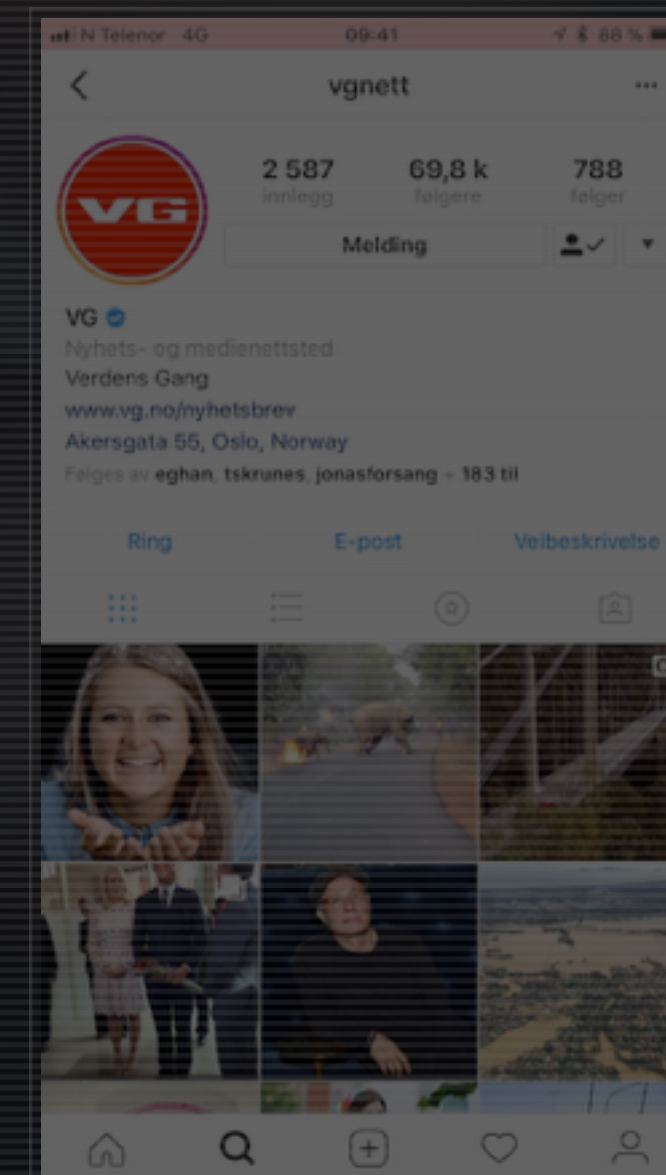 N Telenor 4G 09:41 88 %
vgnett
VG
2 587 69,8 k 788
innlegg følgere følger
Melding
VG
Nyhets- og medienettsted
Verdens Gang
www.vg.no/nyhetsbrev
Akersgata 55, Oslo, Norway
Følges av eghan, tskrunes, jonasforsang + 183 til
Ring E-post Veibeskrivelse